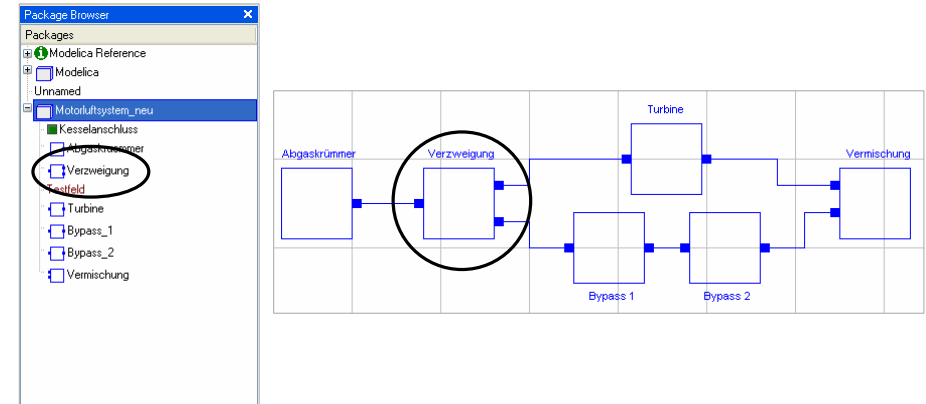 Package Browser
Packages
Modelica Reference
Modelica
Unnamed
Motorluftsystem_neu
Kesselanschluss
Abgaskruemmer
Verzweigung
Testfeld
Turbine
Bypass_1
Bypass_2
Vermischung
Turbine
Abgaskrümmer
Verzweigung
Vermischung
Bypass 1
Bypass 2